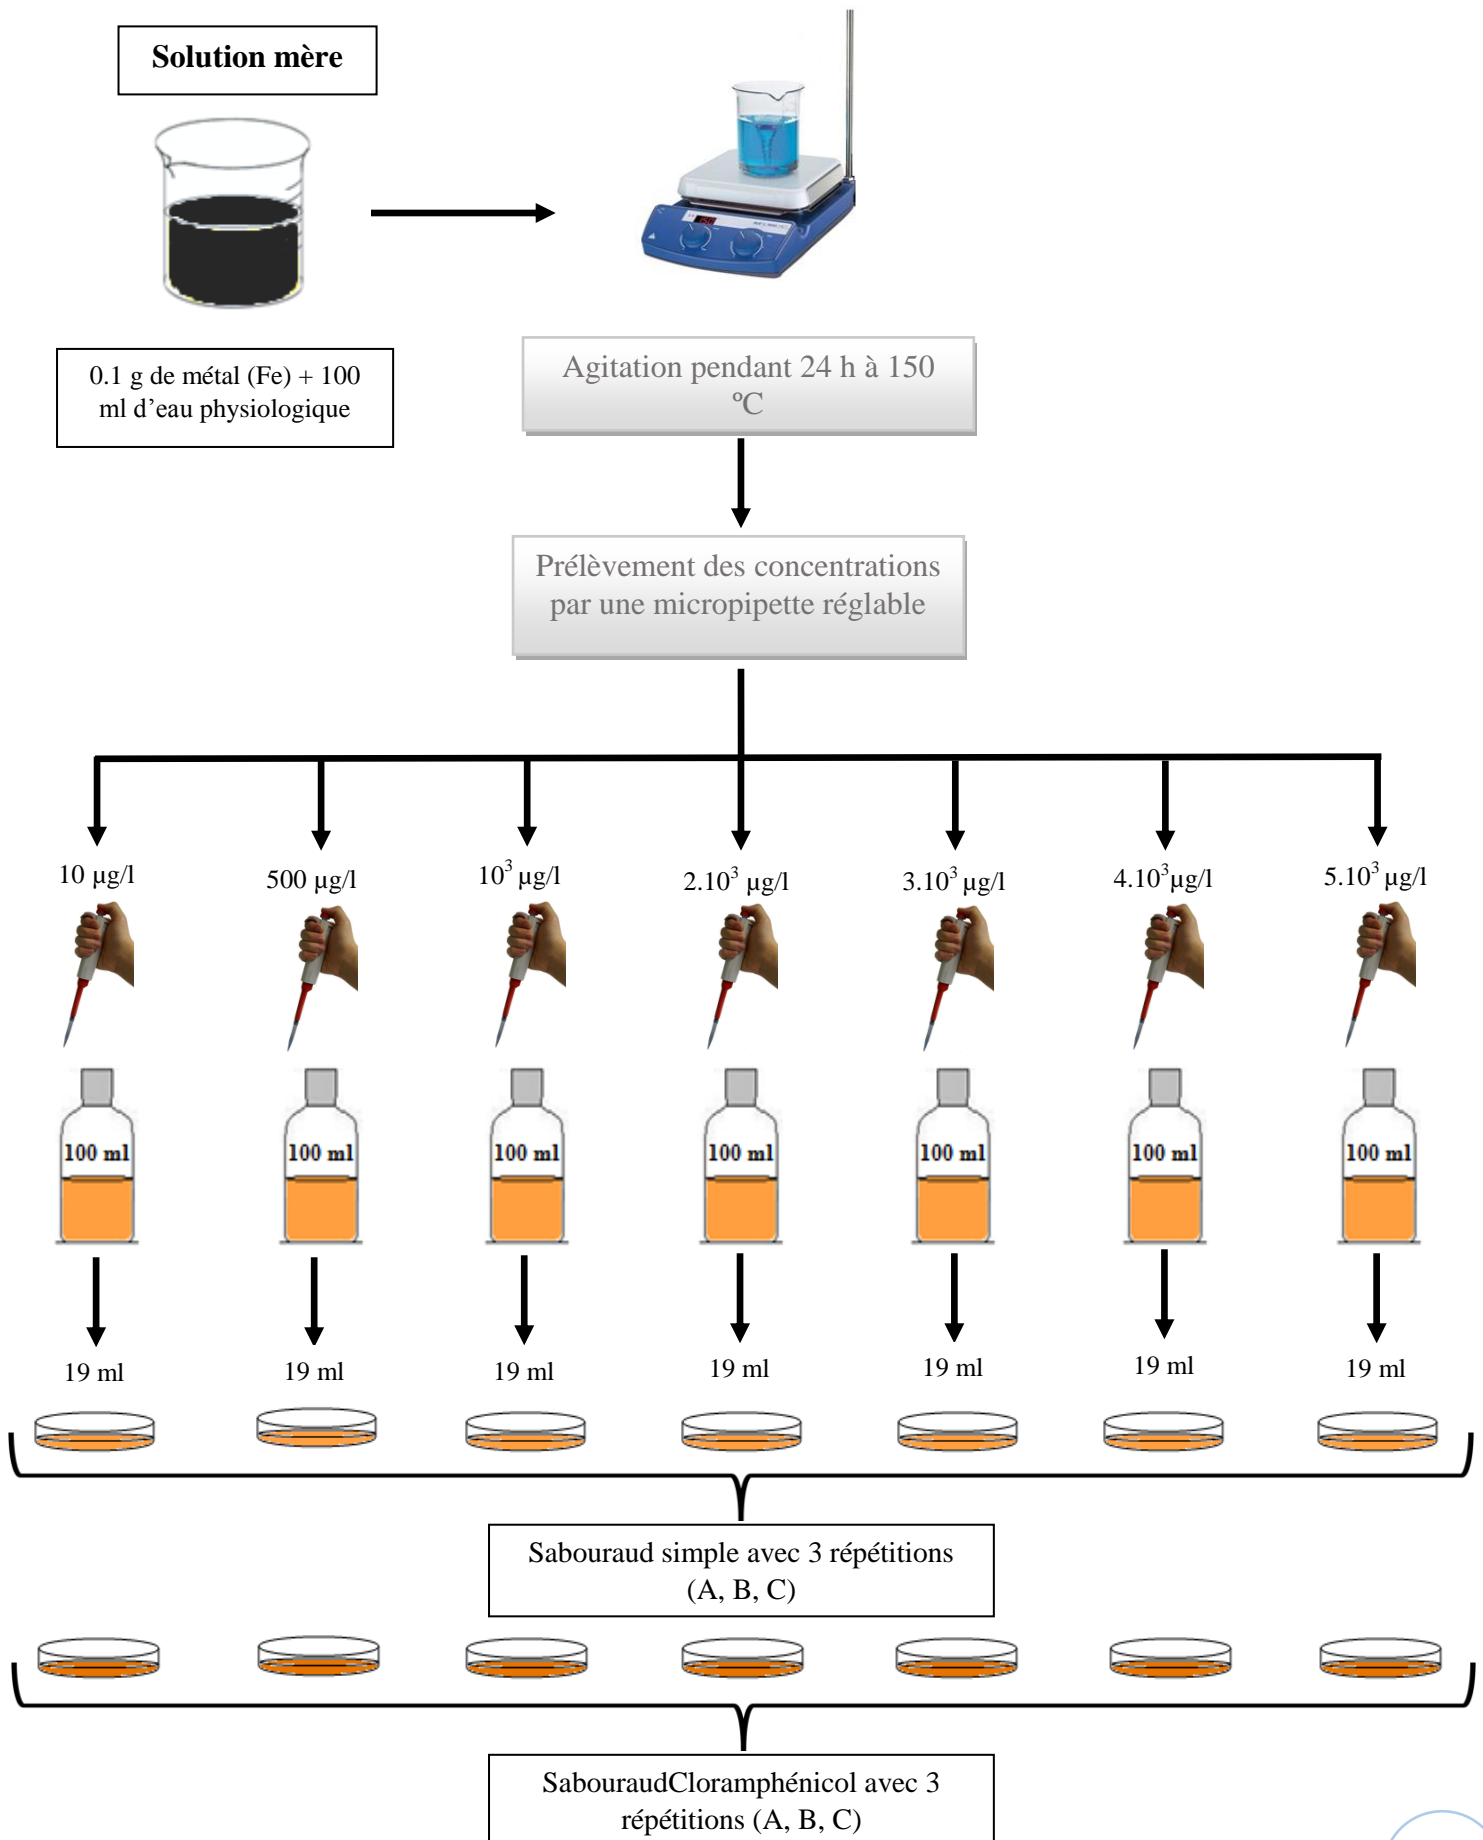 Solution mère
0.1 g de métal (Fe) + 100
ml d’eau physiologique
Agitation pendant 24 h à 150
ºC
Prélèvement des concentrations
par une micropipette réglable
10 µg/l
500 µg/l
10³ µg/l
2.10³ µg/l
3.10³ µg/l
4.10³µg/l
5.10³ µg/l
100 ml
100 ml
100 ml
100 ml
100 ml
100 ml
100 ml
19 ml
19 ml
19 ml
19 ml
19 ml
19 ml
19 ml
Sabouraud simple avec 3 répétitions
(A, B, C)
SabouraudCloramphénicol avec 3
répétitions (A, B, C)